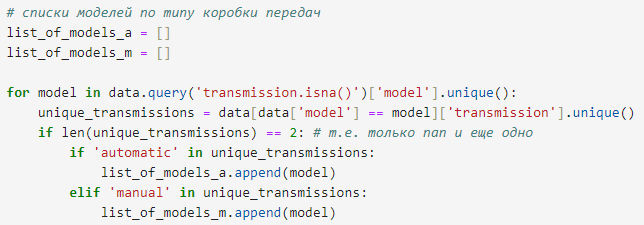 # списки моделей по типу коробки передач
list_of_models_a = []
list_of_models_m = []
for model in data.query('transmission.isna()')['model'].unique():
    unique_transmissions = data[data['model'] == model]['transmission'].unique()
    if len(unique_transmissions) == 2: # т.е. только nan и еще одно
        if 'automatic' in unique_transmissions:
            list_of_models_a.append(model)
        elif 'manual' in unique_transmissions:
            list_of_models_m.append(model)